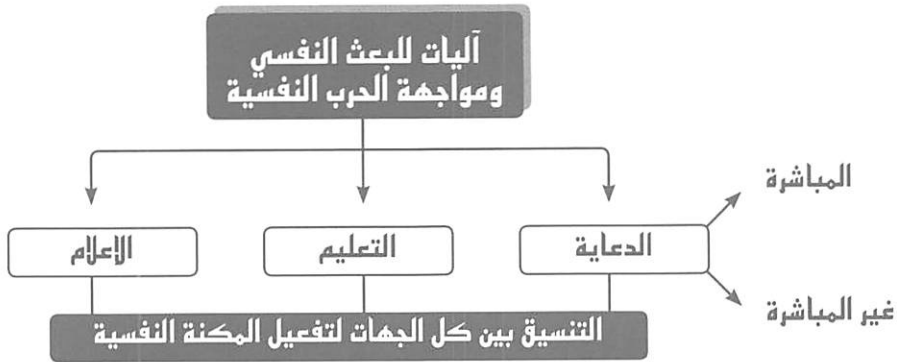 آليات للبعث النفسي
ومواجهة الحرب النفسية
المباشرة
الدعاية
التعليم
الإعلام
غير المباشرة
التنسيق بين كل الجهات لتفعيل المكنة النفسية